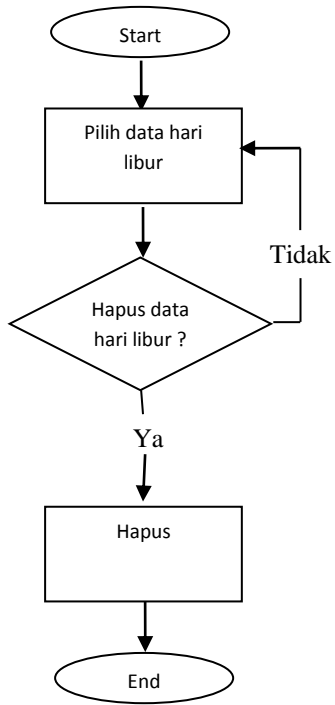 Start
Pilih data hari
libur
Tidak
Hapus data
hari libur ?
Ya
Hapus
End